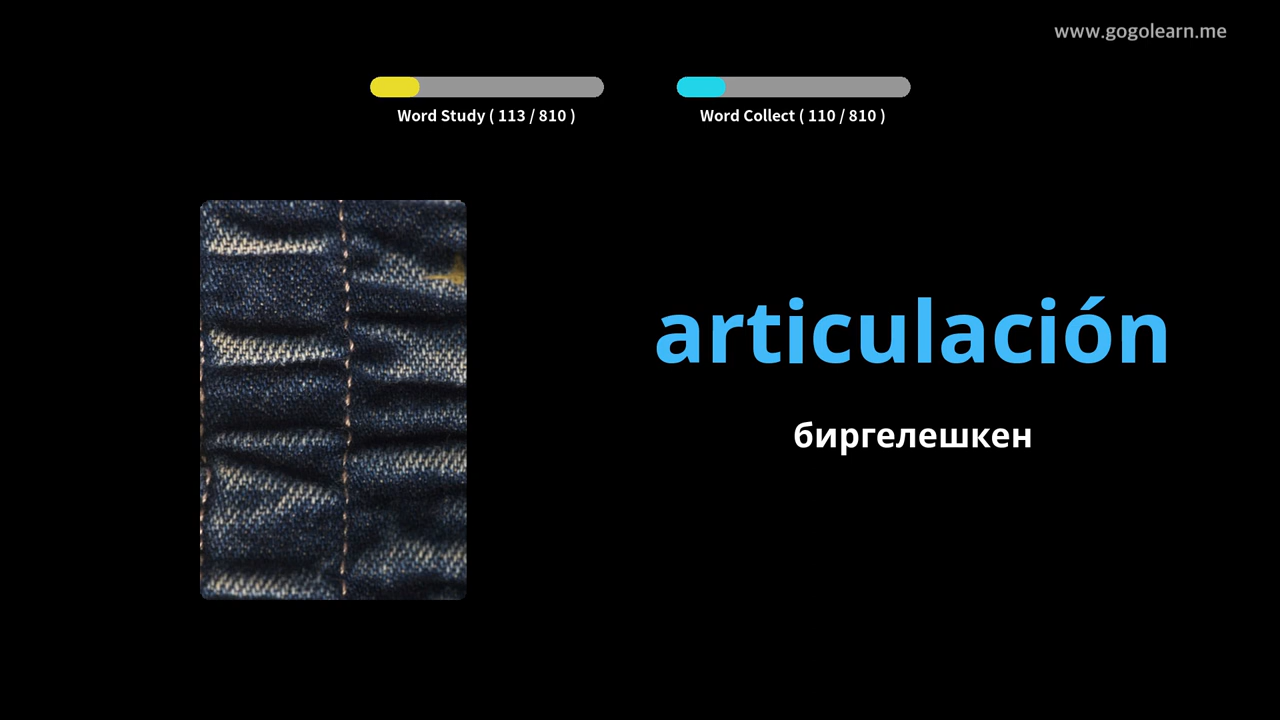 www.gogolearn.me
Word Study ( 113 / 810 )
Word Collect ( 110 / 810 )
articulación
биргелешкен